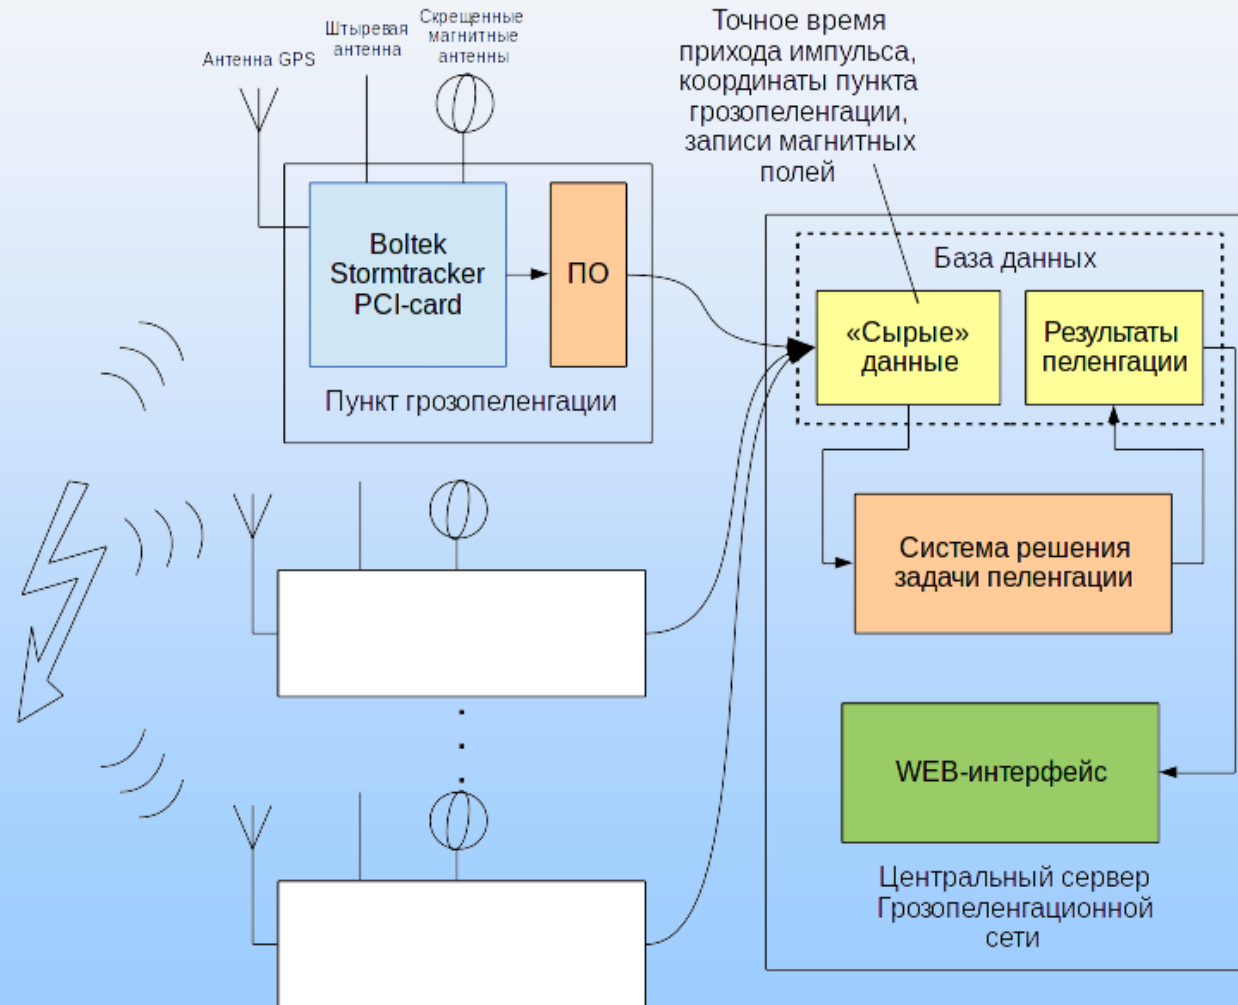 Антенна GPS
Штыревая
антенна
Скрещенные
магнитные
антенны
Точное время
прихода импульса,
координаты пункта
грозопеленгации,
записи магнитных
полей
Boltek
Stormtracker
PCI-card
ПО
Пункт грозопеленгации
База данных
«Сырые»
данные
Результаты
пеленгации
Система решения
задачи пеленгации
WEB-интерфейс
Центральный сервер
Грозопеленгационной
сети